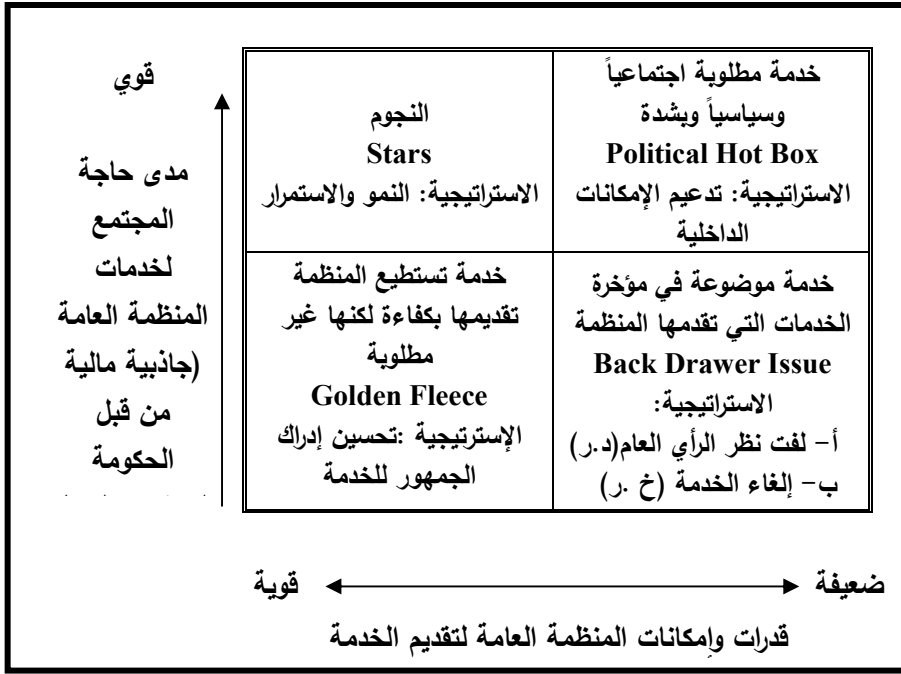 قوي
مدى حاجة
المجتمع
لخدمات
المنظمة العامة
(جاذبية مالية
من قبل
الحكومة
خدمة مطلوبة اجتماعياً
وسياسياً وبشدة
Political Hot Box
الاستراتيجية: تدعيم الإمكانات
الداخلية
النجوم
Stars
الاستراتيجية: النمو والاستمرار
خدمة موضوعة في مؤخرة
الخدمات التي تقدمها المنظمة
Back Drawer Issue
الاستراتيجية:
أ- لفت نظر الرأي العام(د.ر)
ب- إلغاء الخدمة (خ .ر)
خدمة تستطيع المنظمة
تقديمها بكفاءة لكنها غير
مطلوبة
Golden Fleece
الإسترتيجية :تحسين إدراك
الجمهور للخدمة
ضعيفة
قوية
قدرات وإمكانات المنظمة العامة لتقديم الخدمة